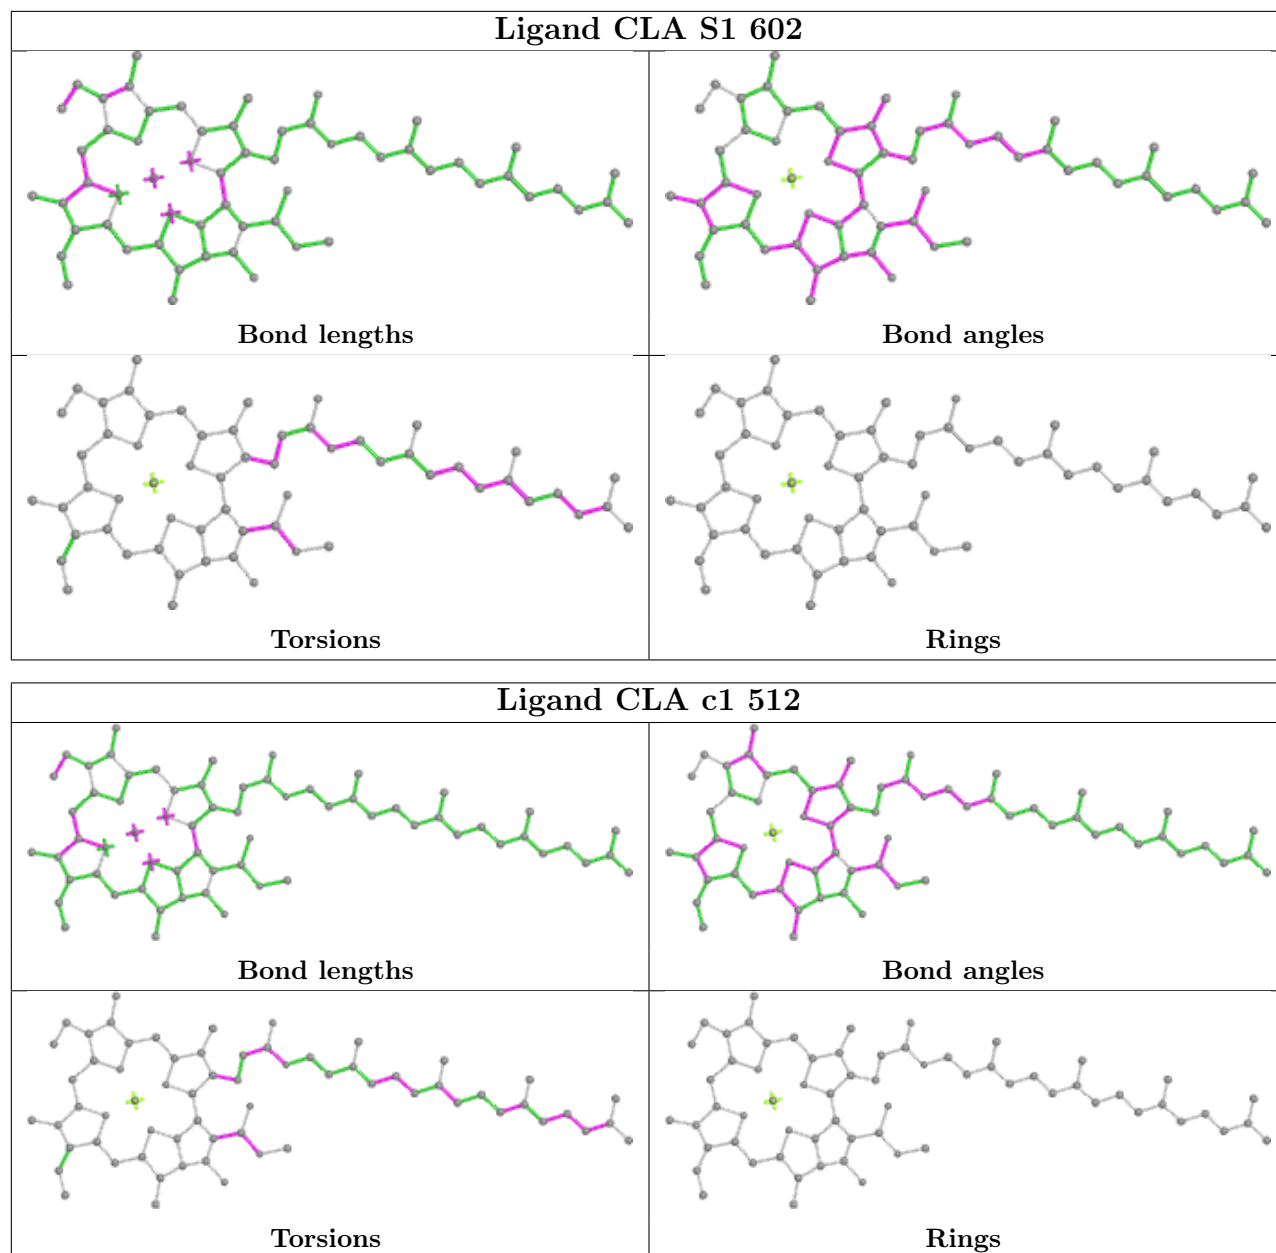 Ligand CLA S1 602
Bond lengths
Bond angles
Torsions
Rings
Ligand CLA c1 512
Bond lengths
Bond angles
Torsions
Rings